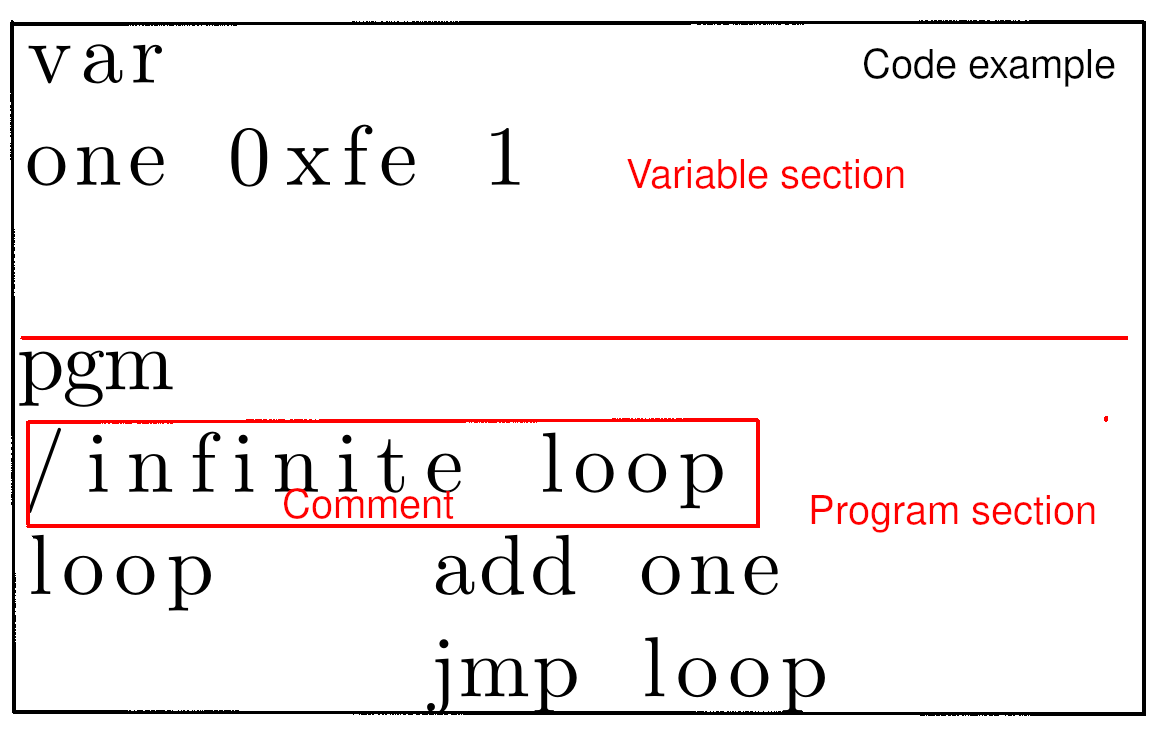 var
Code example
one 0xfe 1
Variable section
pgm
/infinite loop
Comment
Program section
loop add one
jmp loop